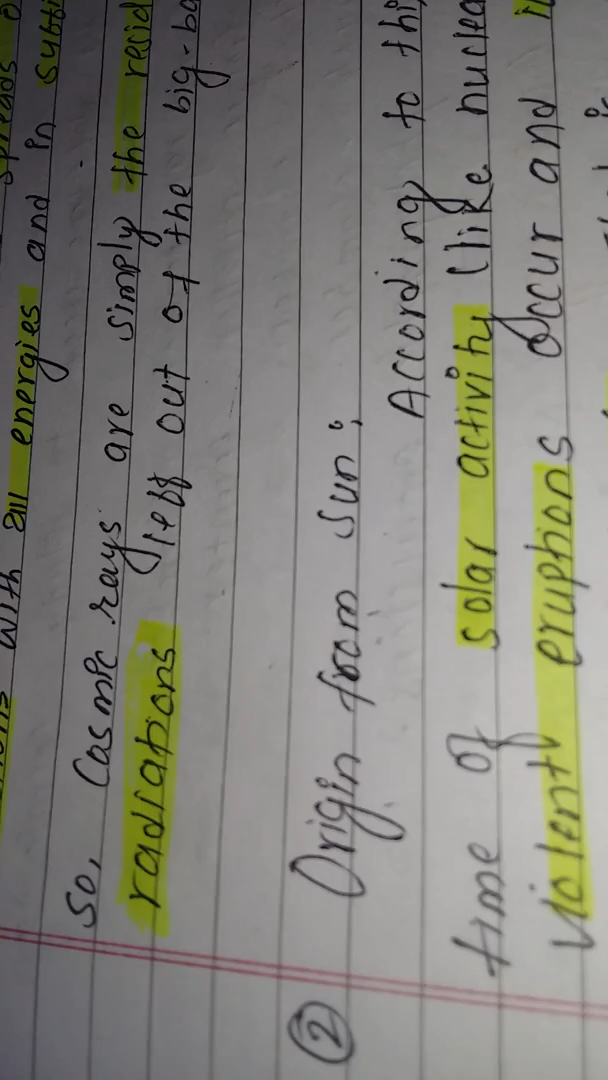 with all energies and in
So, Cosmic rays are simply the resid
radiations left out of the big-ba
② Origin from Sun:
According to thi
time of solar activity (like nuclea
violent eruptions occur and